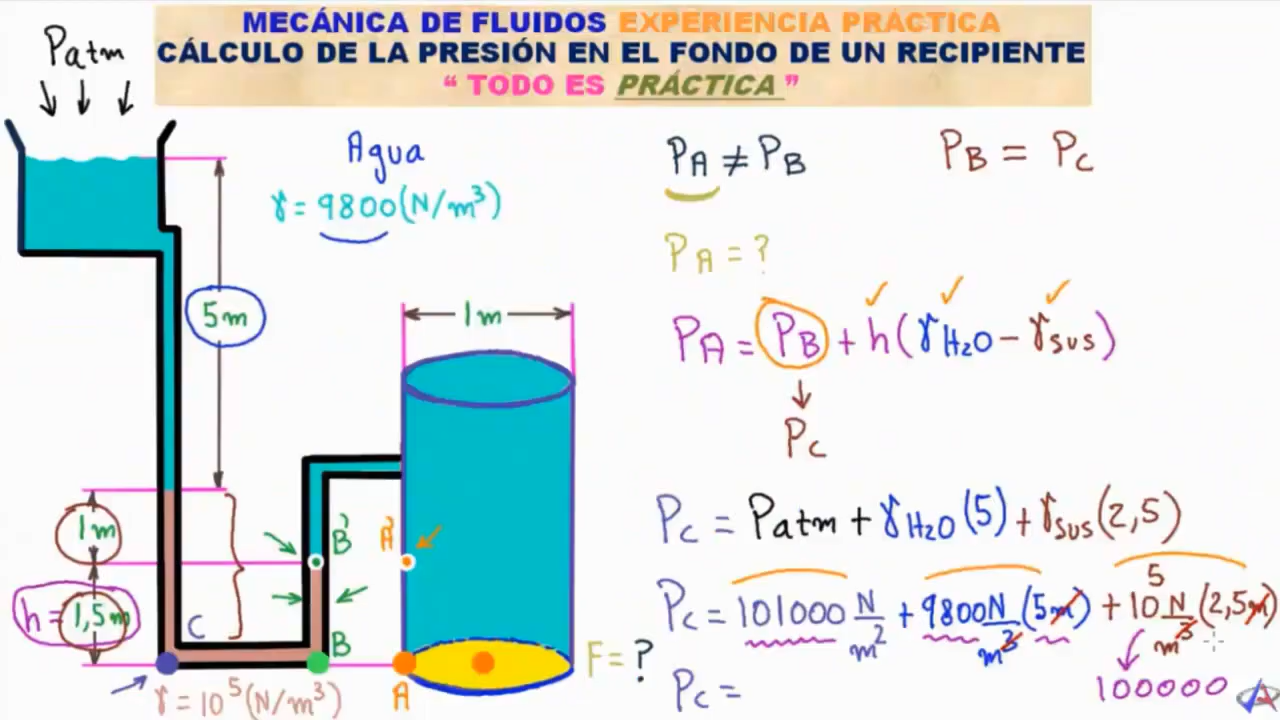 MECÁNICA DE FLUIDOS EXPERIENCIA PRÁCTICA
CÁLCULO DE LA PRESIÓN EN EL FONDO DE UN RECIPIENTE
“ TODO ES PRÁCTICA ”
Patm
Agua
γ = 9800 (N/m³)
5m
1m
1m
h = 1,5m
C
B'
A'
B
A
F = ?
γ = 10⁵ (N/m³)
PA ≠ PB
PB = PC
PA = ?
PA = PB + h (γH2O - γsus)
PC
PC = Patm + γH2O (5) + γsus (2,5)
PC = 101000 N/m² + 9800 N/m³ (5m) + 10⁵ N/m³ (2,5m)
PC =
100000